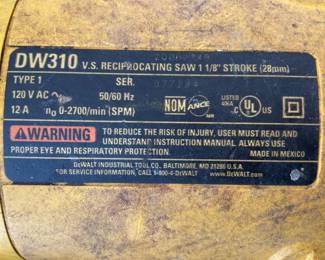 DW310 V.S. RECIPROCATING SAW 1 1/8" STROKE (28mm)
TYPE 1 SER.
120 V AC 50/60 Hz
12 A n0 0-2700/min (SPM)
NOM ANCE
LISTED
C UL US
WARNING TO REDUCE THE RISK OF INJURY, USER MUST READ AND
UNDERSTAND INSTRUCTION MANUAL. ALWAYS USE
PROPER EYE AND RESPIRATORY PROTECTION. MADE IN MEXICO
DEWALT INDUSTRIAL TOOL CO., BALTIMORE, MD 21286 U.S.A.
FOR SERVICE INFORMATION, CALL 1-800-4-DEWALT www.DEWALT.com